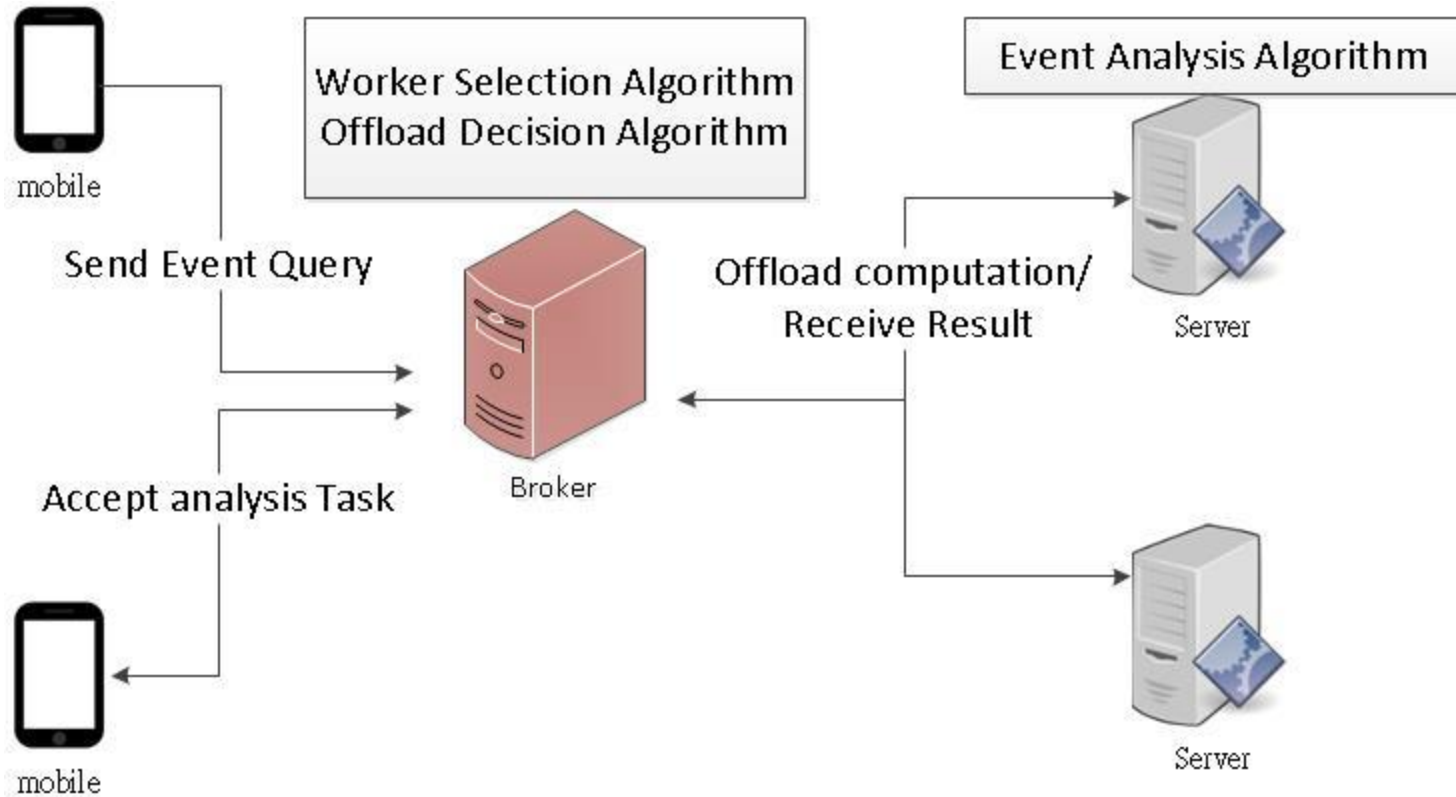 mobile
Worker Selection Algorithm
Offload Decision Algorithm
Event Analysis Algorithm
Send Event Query
Offload computation/
Receive Result
Server
Broker
Accept analysis Task
mobile
Server